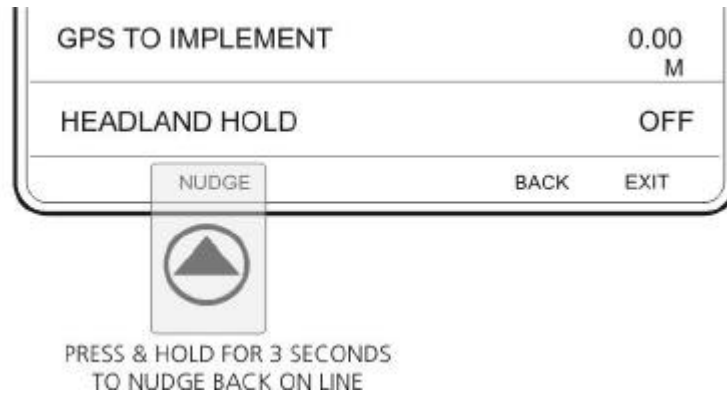 GPS TO IMPLEMENT 0.00
M
HEADLAND HOLD OFF
NUDGE BACK EXIT
PRESS & HOLD FOR 3 SECONDS
TO NUDGE BACK ON LINE